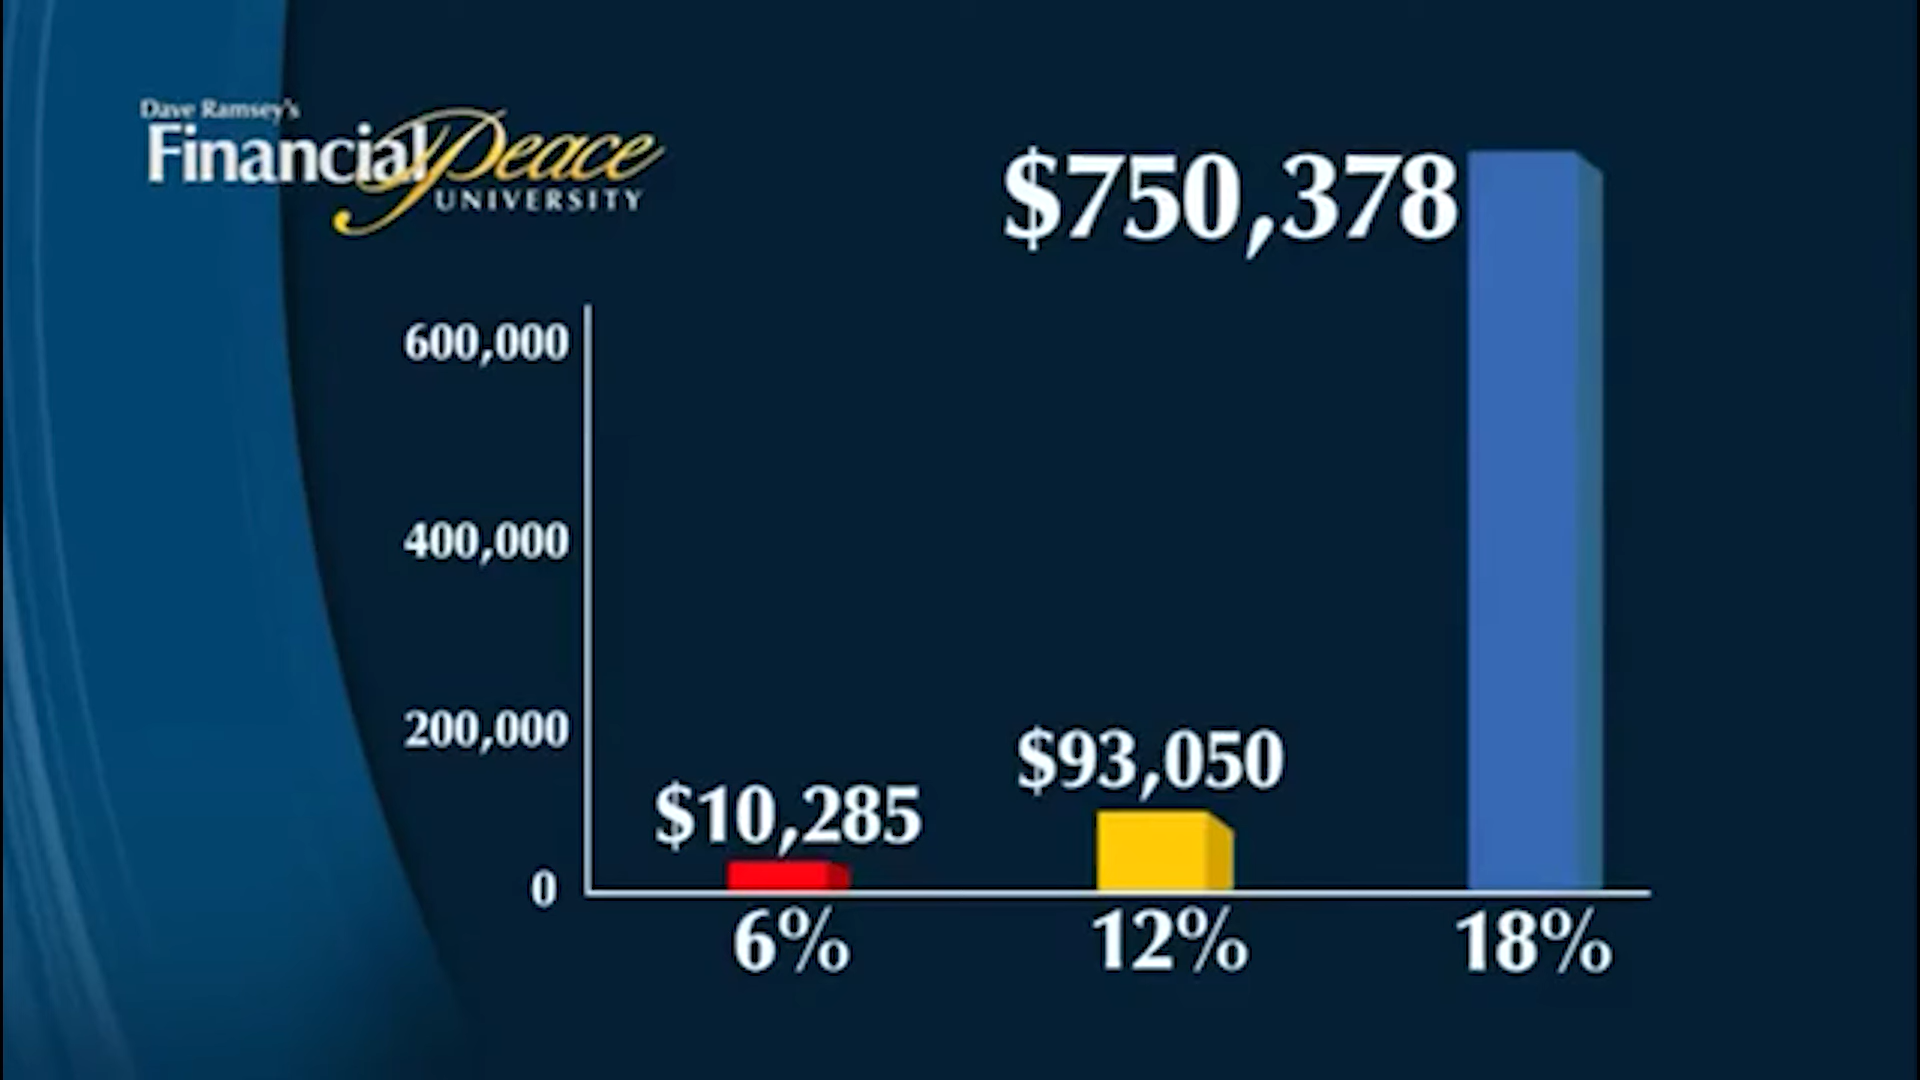 Dave Ramsey's
Financial Peace
UNIVERSITY
$750,378
600,000
400,000
200,000
$93,050
$10,285
0
6% 12% 18%